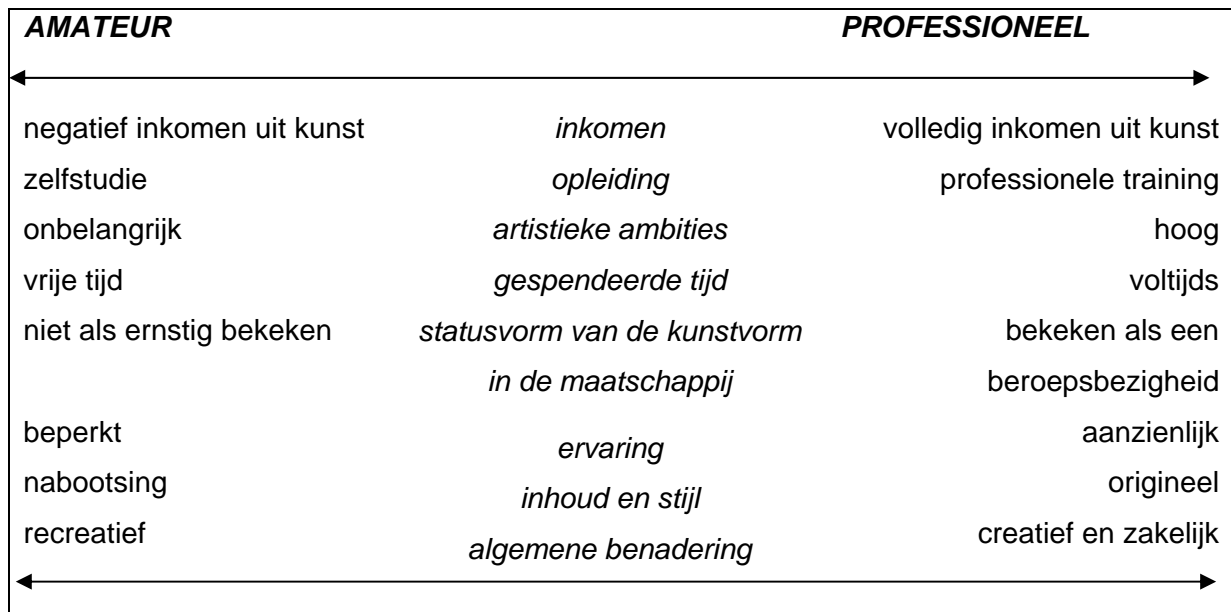 AMATEUR PROFESSIONEEL
negatief inkomen uit kunst inkomen volledig inkomen uit kunst
zelfstudie opleiding professionele training
onbelangrijk artistieke ambities hoog
vrije tijd gespendeerde tijd voltijds
niet als ernstig bekeken statusvorm van de kunstvorm bekeken als een
in de maatschappij beroepsbezigheid
beperkt ervaring aanzienlijk
nabootsing inhoud en stijl origineel
recreatief algemene benadering creatief en zakelijk